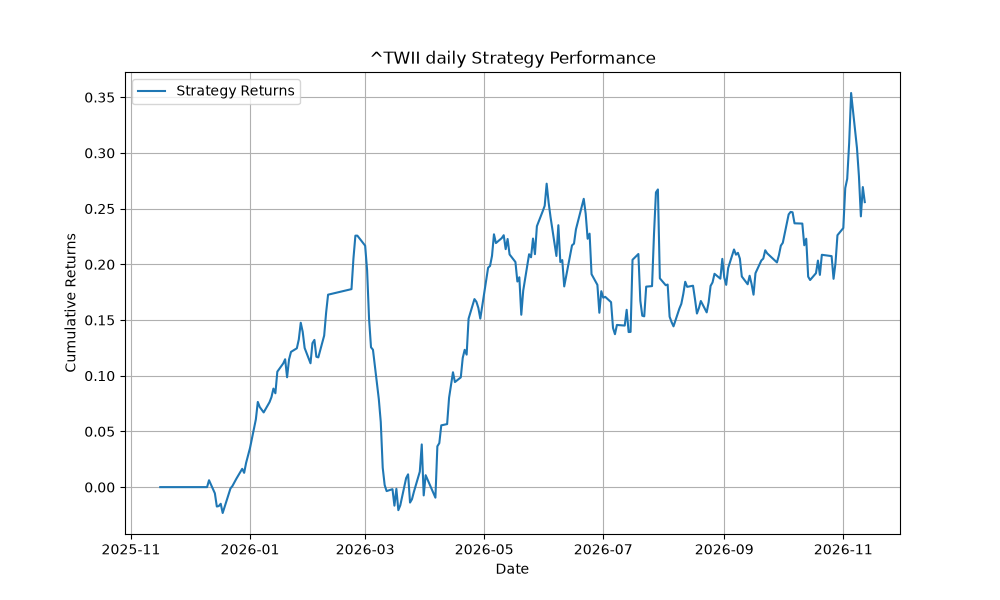 ^TWII daily Strategy Performance
Strategy Returns
Cumulative Returns
0.35
0.30
0.25
0.20
0.15
0.10
0.05
0.00
2025-11 2026-01 2026-03 2026-05 2026-07 2026-09 2026-11
Date